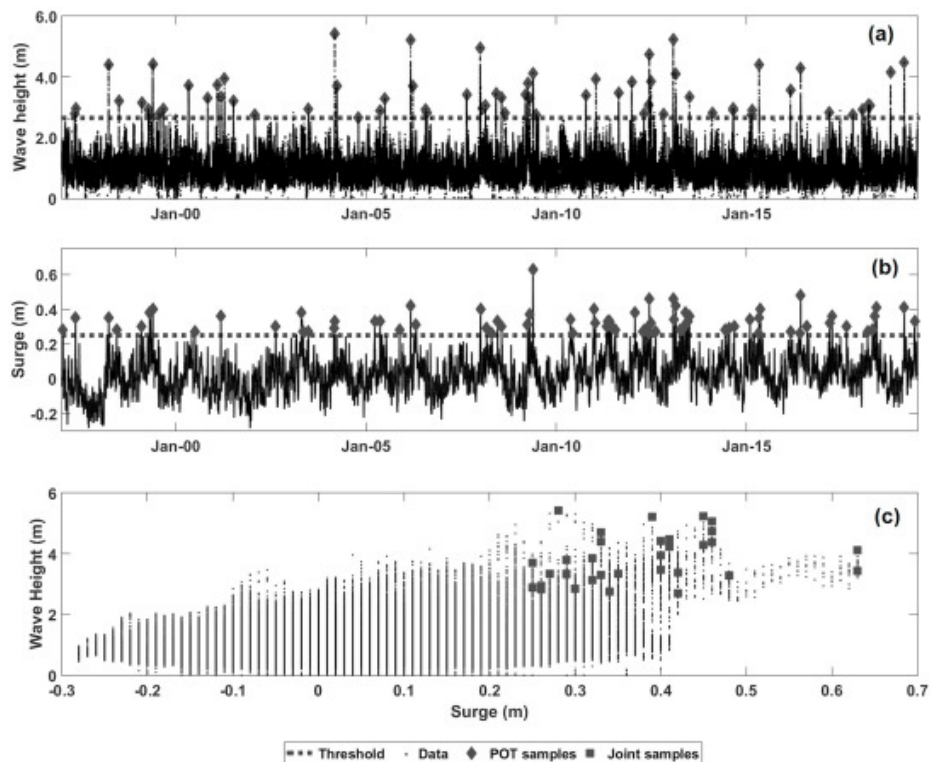 6.0
(a)
4.0
2.0
0
Wave height (m)
Jan-00 Jan-05 Jan-10 Jan-15
(b)
0.6
0.4
0.2
0
-0.2
Surge (m)
Jan-00 Jan-05 Jan-10 Jan-15
6
(c)
4
2
0
Wave Height (m)
-0.3 -0.2 -0.1 0 0.1 0.2 0.3 0.4 0.5 0.6 0.7
Surge (m)
Threshold Data POT samples Joint samples